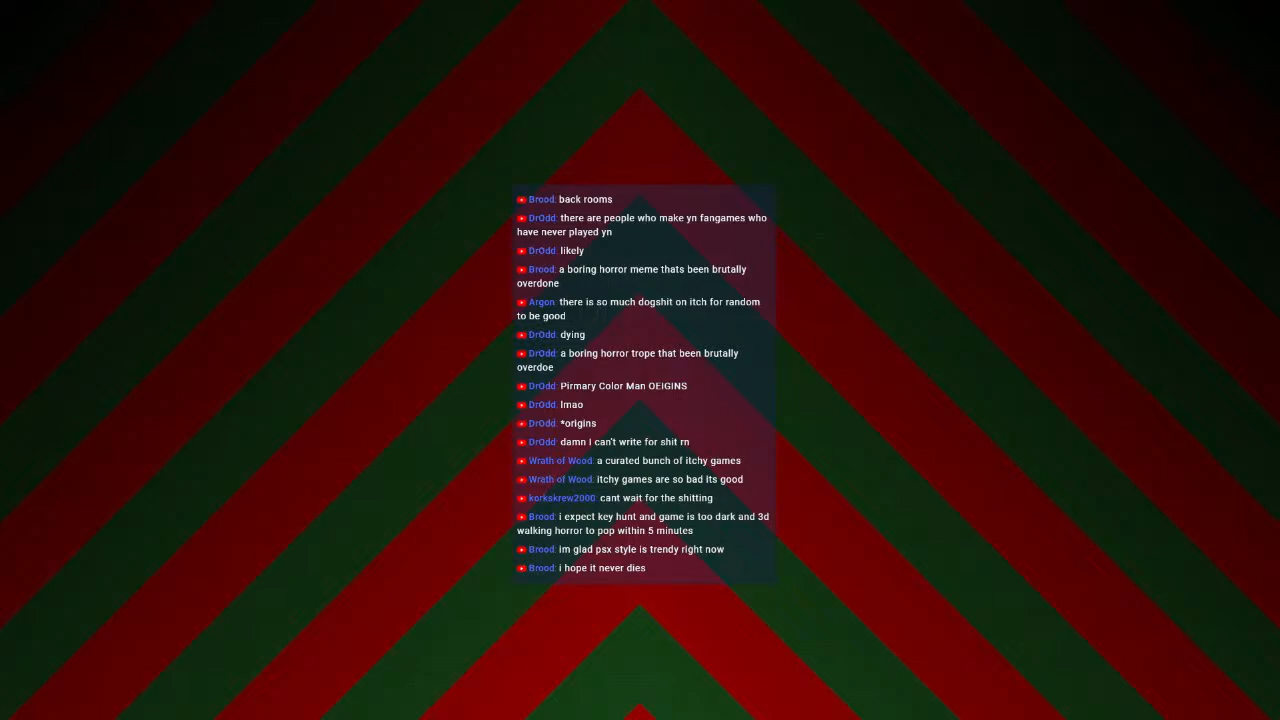 Brood: back rooms
DrOdd: there are people who make yn fangames who
have never played yn
DrOdd: likely
Brood: a boring horror meme thats been brutally
overdone
Argon: there is so much dogshit on itch for random
to be good
DrOdd: dying
DrOdd: a boring horror trope that been brutally
overdoe
DrOdd: Pirmary Color Man OEIGINS
DrOdd: lmao
DrOdd: *origins
DrOdd: damn I can't write for shit rn
Wrath of Wood: a curated bunch of itchy games
Wrath of Wood: itchy games are so bad its good
korkskrew2000: cant wait for the shitting
Brood: i expect key hunt and game is too dark and 3d
walking horror to pop within 5 minutes
Brood: im glad psx style is trendy right now
Brood: i hope it never dies